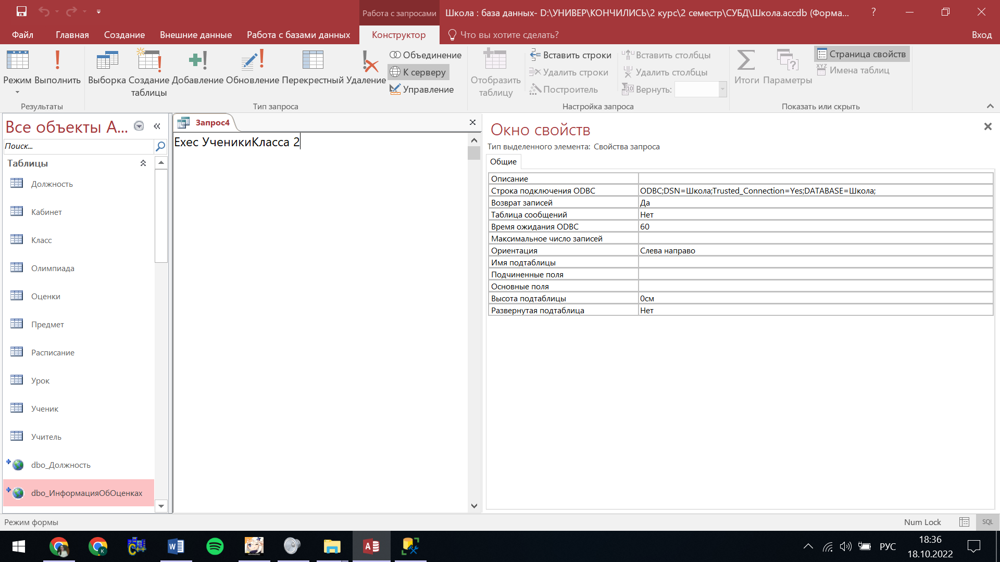 Работа с запросами
Школа : база данных- D:\УНИВЕР\КОНЧИЛИСЬ\2 курс\2 семестр\СУБД\Школа.accdb (Форма...
?
Файл Главная Создание Внешние данные Работа с базами данных Конструктор Что вы хотите сделать? Вход
Режим
Выполнить
Результаты
Выборка
Создание
таблицы
Добавление
Обновление
Перекрестный
Удаление
Объединение
К серверу
Управление
Тип запроса
Отобразить
таблицу
Вставить строки
Удалить строки
Построитель
Вставить столбцы
Удалить столбцы
Вернуть:
Настройка запроса
Итоги
Параметры
Страница свойств
Имена таблиц
Показать или скрыть
Все объекты A...
Поиск...
Таблицы
Должность
Кабинет
Класс
Олимпиада
Оценки
Предмет
Расписание
Урок
Ученик
Учитель
dbo_Должность
dbo_ИнформацияОбОценках
Запрос4
Exec УченикиКласса 2
Окно свойств
Тип выделенного элемента: Свойства запроса
Общие
Описание
Строка подключения ODBC ODBC;DSN=Школа;Trusted_Connection=Yes;DATABASE=Школа;
Возврат записей Да
Таблица сообщений Нет
Время ожидания ODBC 60
Максимальное число записей
Ориентация Слева направо
Имя подтаблицы
Подчиненные поля
Основные поля
Высота подтаблицы 0см
Развернутая подтаблица Нет
Режим формы
Num Lock
SQL
РУС
18:36
18.10.2022